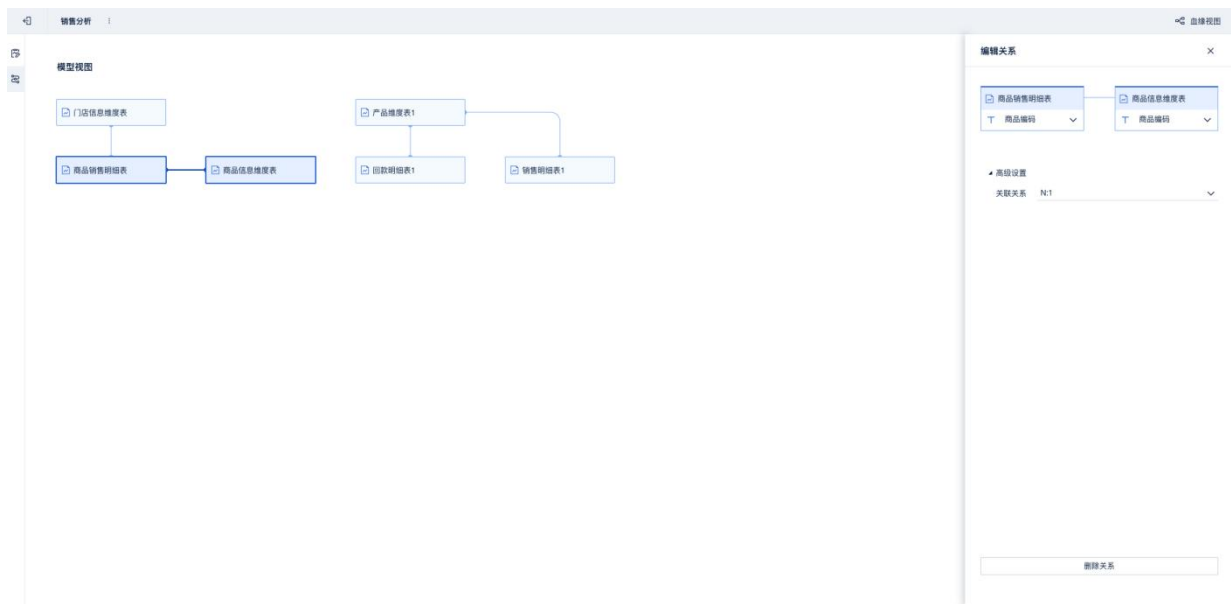 销售分析
血缘视图
模型视图
门店信息维度表
产品维度表1
商品销售明细表
商品信息维度表
回款明细表1
销售明细表1
编辑关系
商品销售明细表
商品信息维度表
商品编码
商品编码
高级设置
关联关系 N:1
删除关系